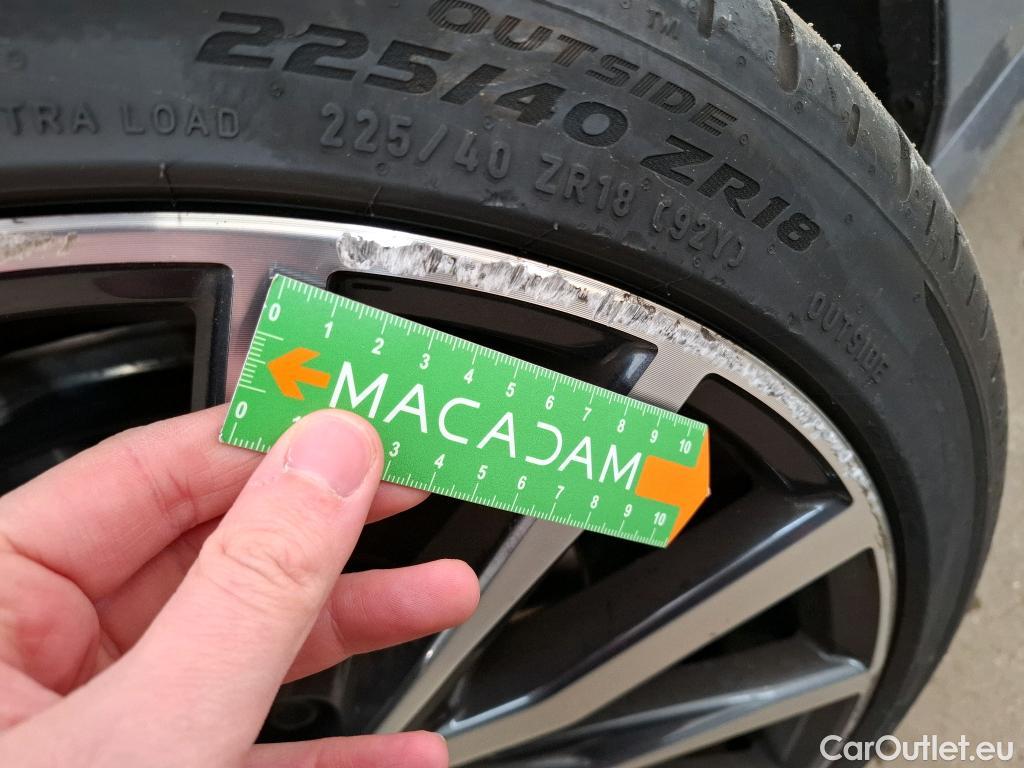 OUTSIDE
TM
225/40 ZR18
TRA LOAD
225/40 ZR18 (92Y)
OUTSIDE
0 1 2 3 4 5 6 7 8 9 10
MACADAM
0 1 3 4 5 6 7 8 9 10
CarOutlet.eu